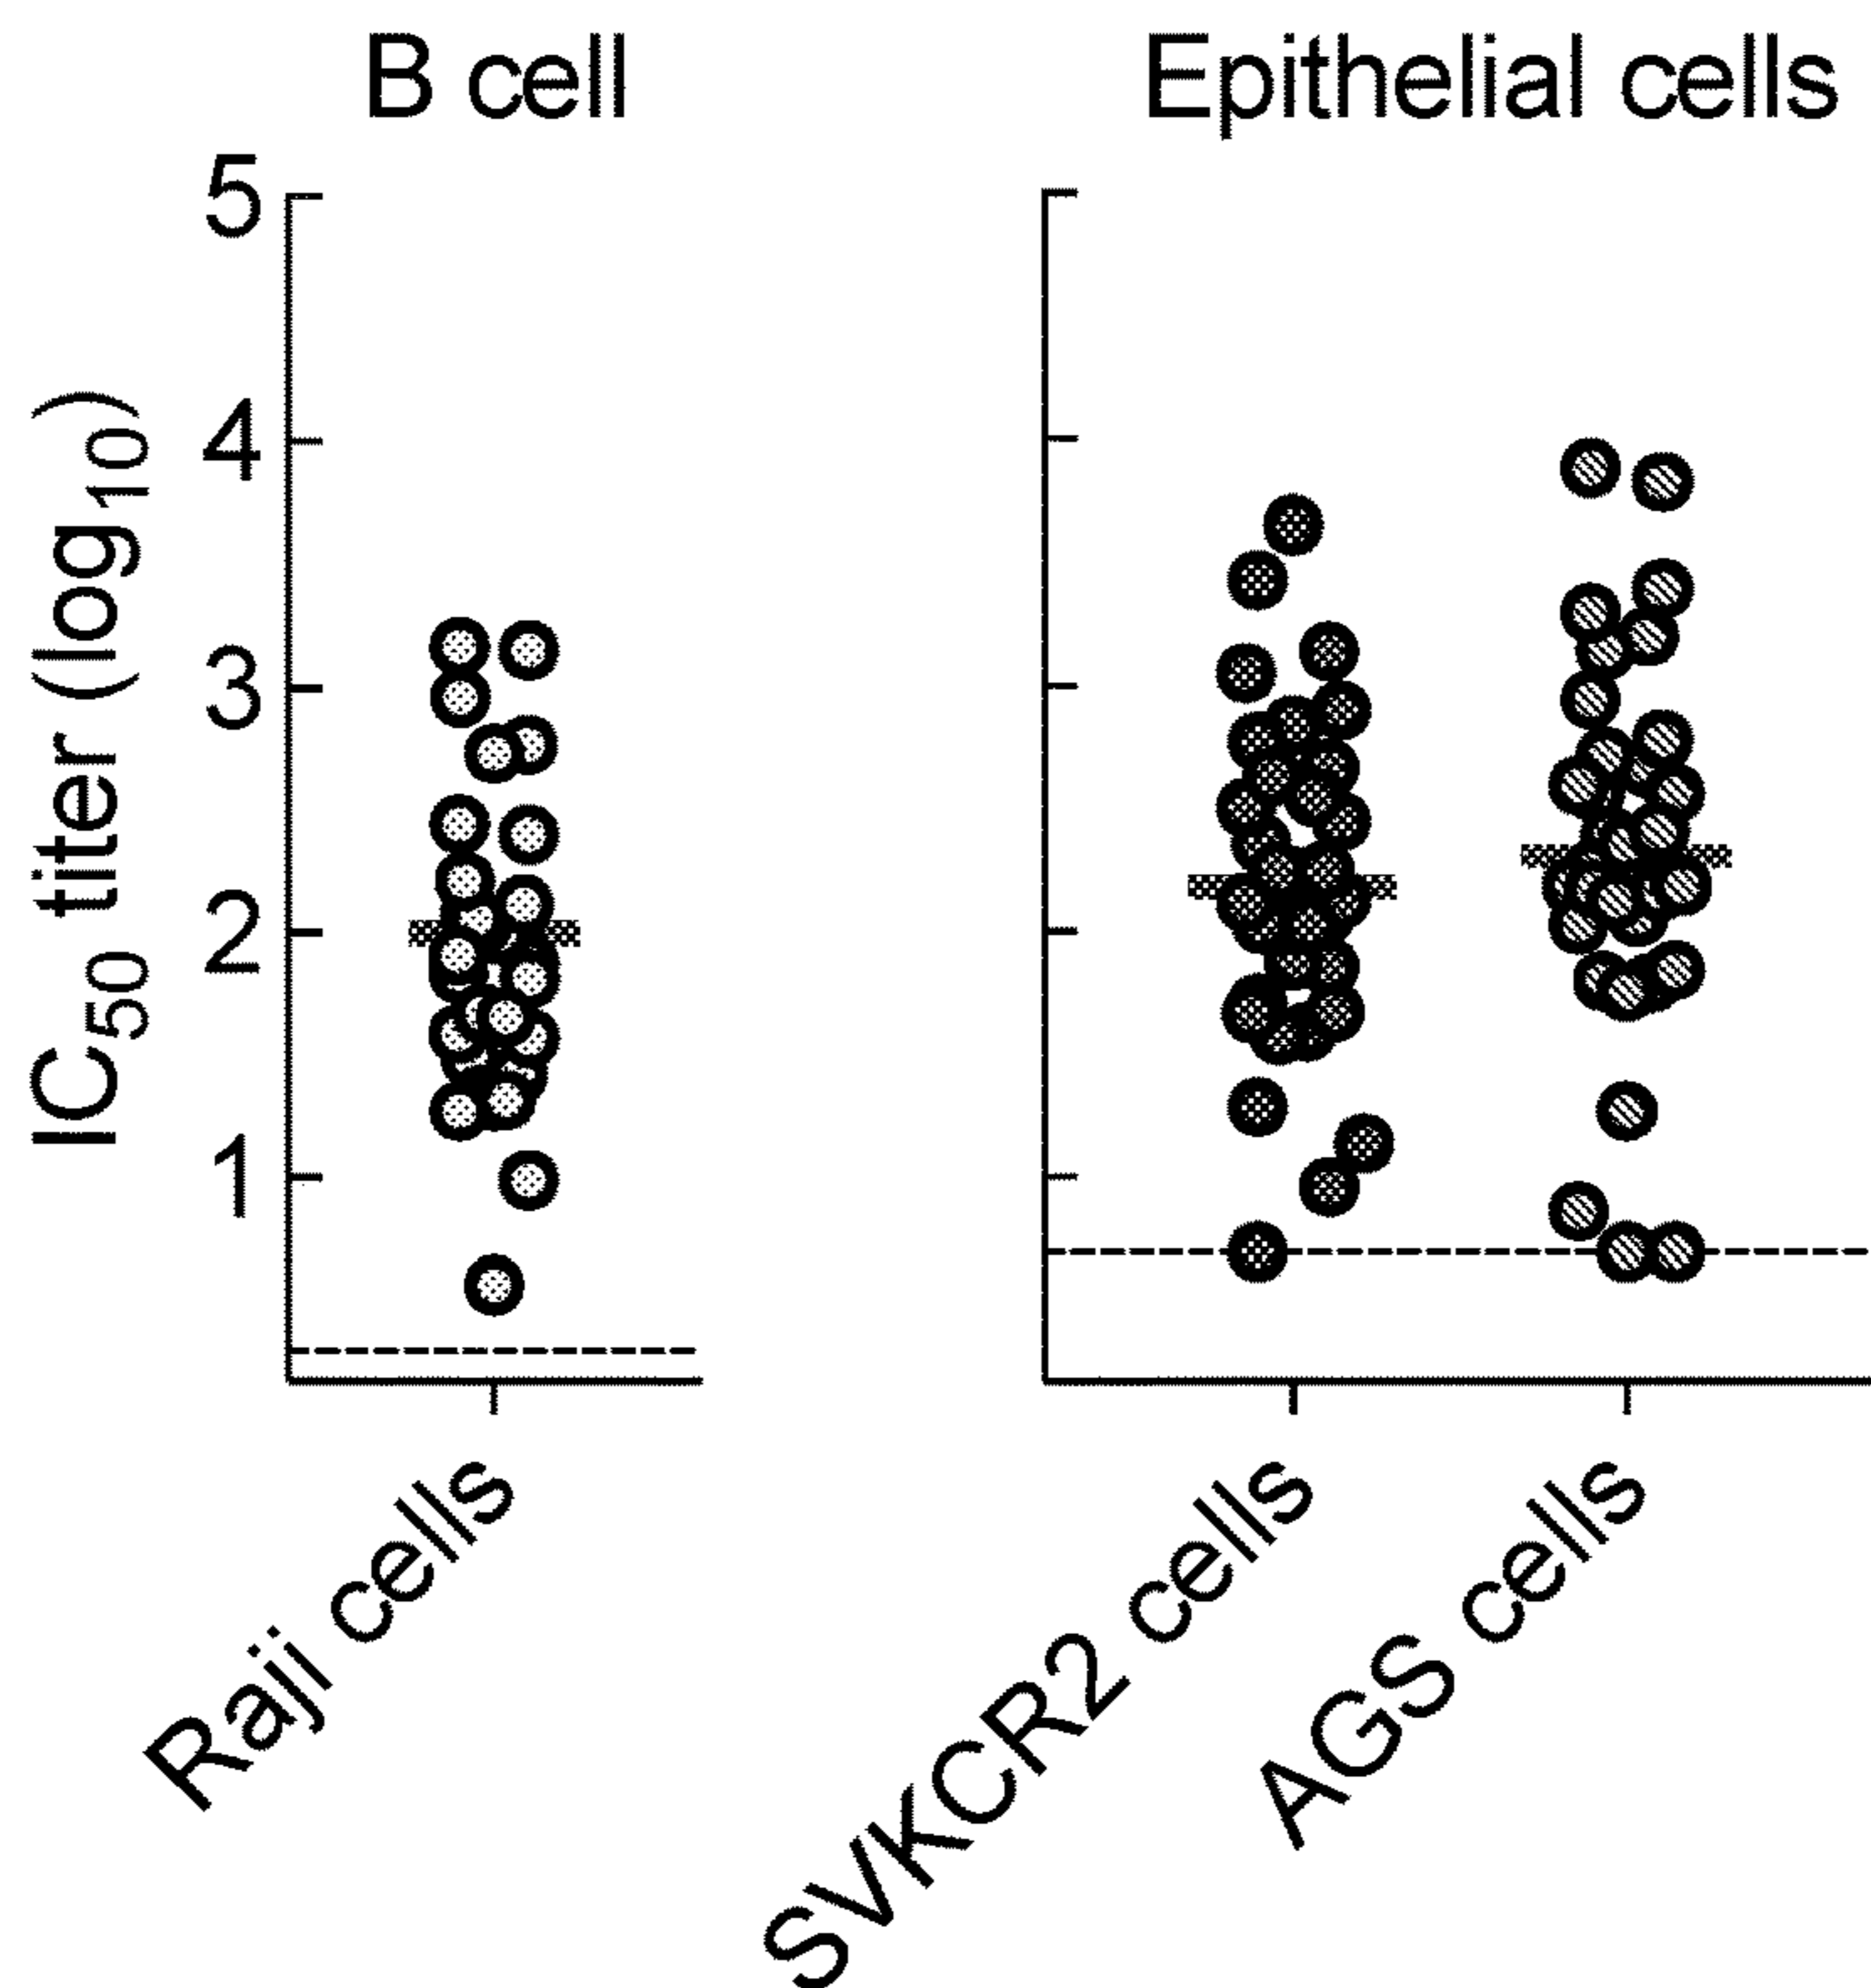 B cell
Epithelial cells
IC50 titer (log10)
5
4
3
2
1
Raji cells
SVKCR2 cells
AGS cells